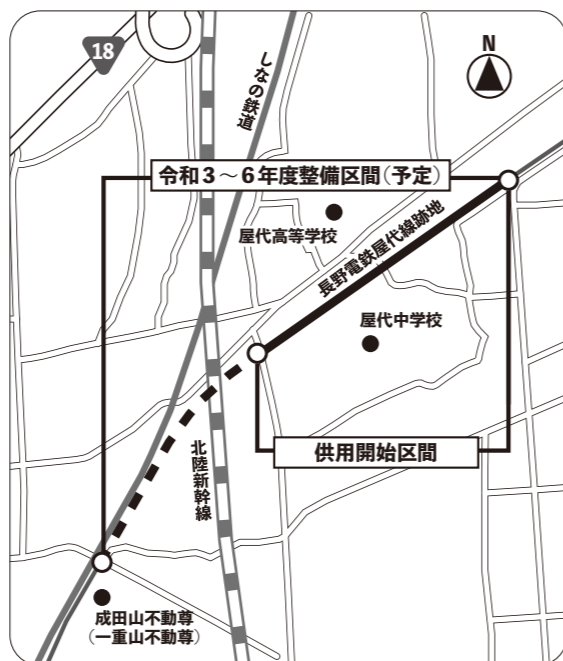 18
N
しなの鉄道
令和3～6年度整備区間（予定）
屋代高等学校
長野電鉄屋代線跡地
屋代中学校
供用開始区間
北陸新幹線
成田山不動尊
（一重山不動尊）